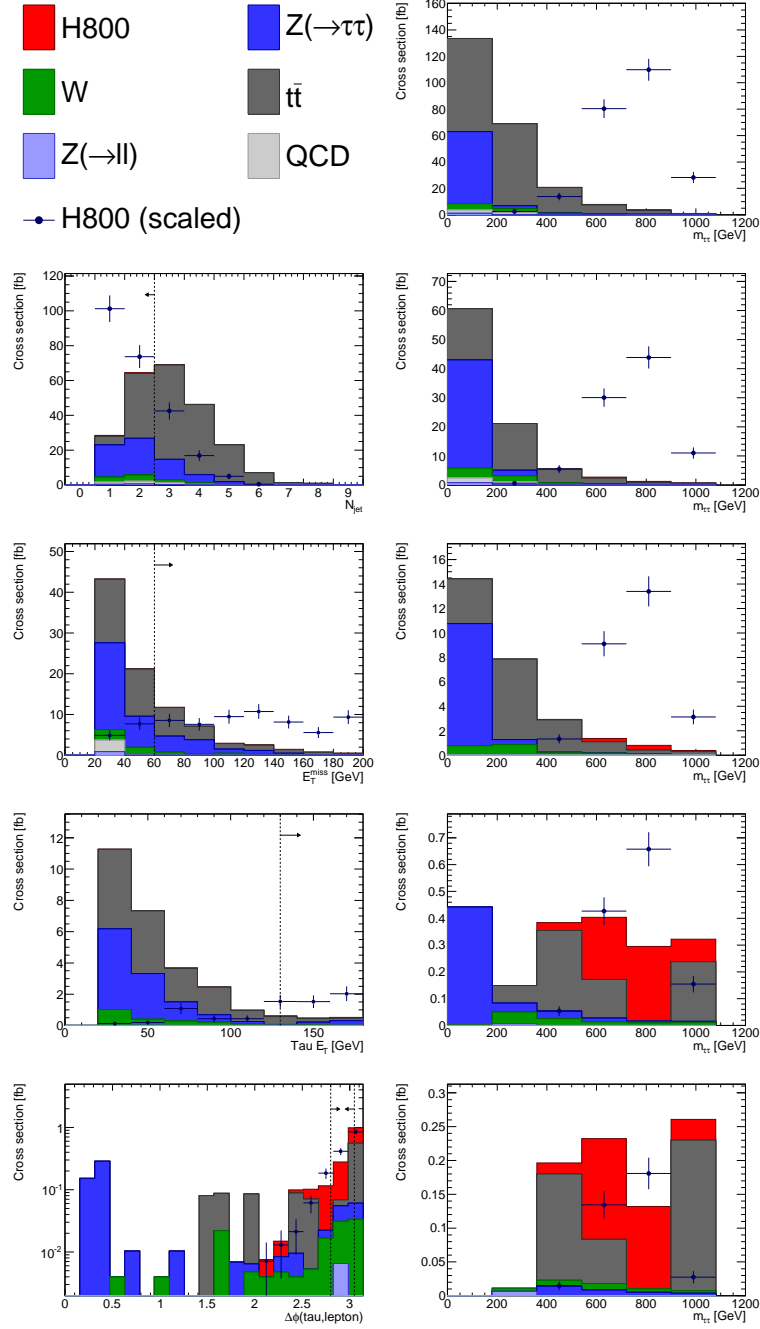 H800
Z(→ττ)
W
tt̄
Z(→ll)
QCD
H800 (scaled)
Cross section [fb]
160
140
120
100
80
60
40
20
0
0 200 400 600 800 1000 1200
m_ττ [GeV]
Cross section [fb]
120
100
80
60
40
20
0
0 1 2 3 4 5 6 7 8 9
N_jet
Cross section [fb]
70
60
50
40
30
20
10
0
0 200 400 600 800 1000 1200
m_ττ [GeV]
Cross section [fb]
50
40
30
20
10
0
0 20 40 60 80 100 120 140 160 180 200
E_T^miss [GeV]
Cross section [fb]
16
14
12
10
8
6
4
2
0
0 200 400 600 800 1000 1200
m_ττ [GeV]
Cross section [fb]
12
10
8
6
4
2
0
50 100 150
Tau E_T [GeV]
Cross section [fb]
0.7
0.6
0.5
0.4
0.3
0.2
0.1
0
0 200 400 600 800 1000 1200
m_ττ [GeV]
Cross section [fb]
1
10⁻¹
10⁻²
0 0.5 1 1.5 2 2.5 3
Δϕ(tau,lepton)
Cross section [fb]
0.3
0.25
0.2
0.15
0.1
0.05
0
0 200 400 600 800 1000 1200
m_ττ [GeV]